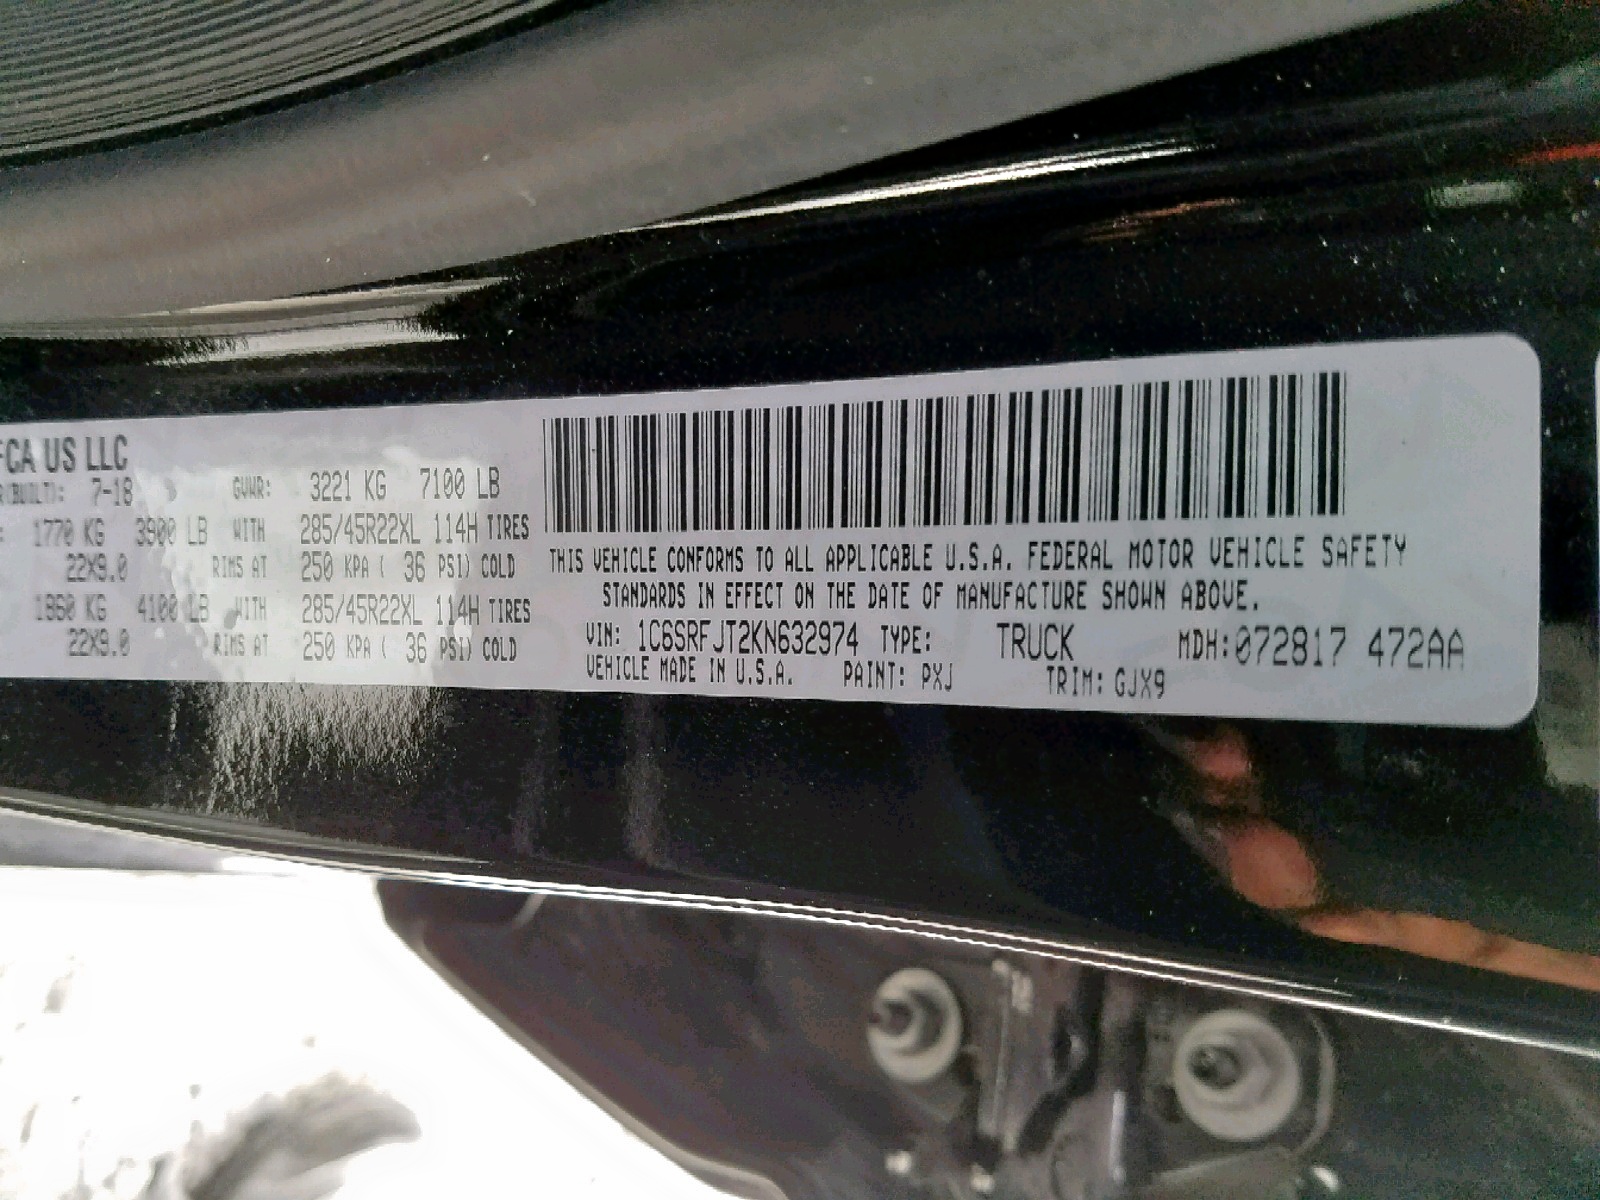 FCA US LLC
R(BUILT): 7-18 GVWR: 3221 KG 7100 LB
: 1770 KG 3900 LB WITH 285/45R22XL 114H TIRES
22X9.0 RIMS AT 250 KPA ( 36 PSI) COLD
1860 KG 4100 LB WITH 285/45R22XL 114H TIRES
22X9.0 RIMS AT 250 KPA ( 36 PSI) COLD
THIS VEHICLE CONFORMS TO ALL APPLICABLE U.S.A. FEDERAL MOTOR VEHICLE SAFETY
STANDARDS IN EFFECT ON THE DATE OF MANUFACTURE SHOWN ABOVE.
VIN: 1C6SRFJT2KN632974 TYPE: TRUCK MDH:072817 472AA
VEHICLE MADE IN U.S.A. PAINT: PXJ TRIM: GJX9